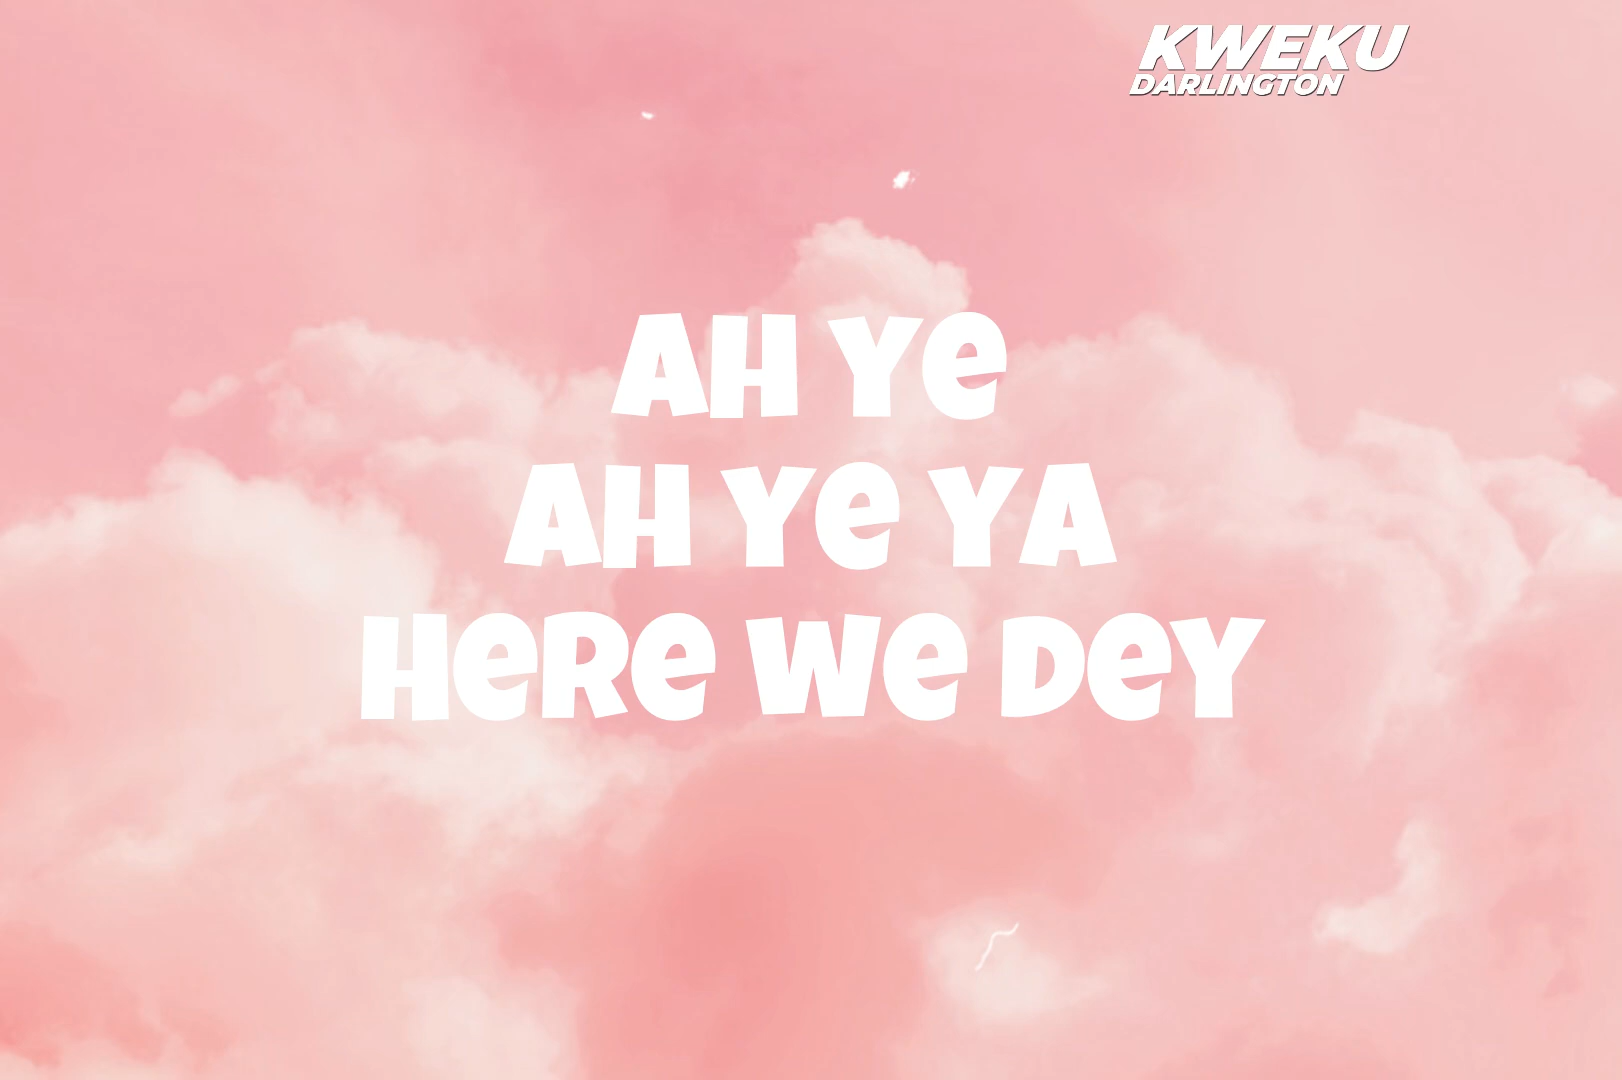 KWEKU
DARLINGTON
AH Ye
AH Ye YA
HeRe We DeY